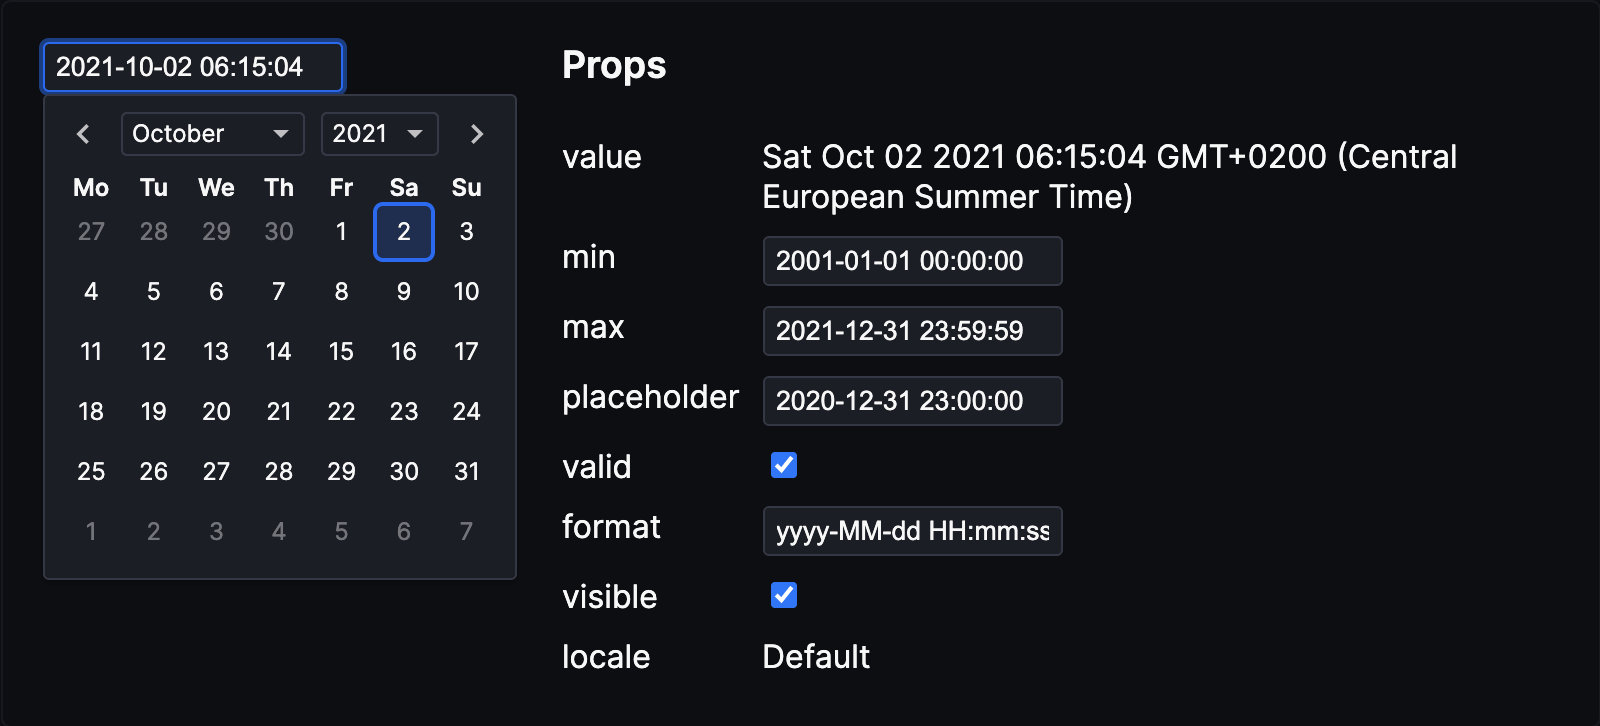 2021-10-02 06:15:04
October 2021
Mo Tu We Th Fr Sa Su
27 28 29 30 1 2 3
4 5 6 7 8 9 10
11 12 13 14 15 16 17
18 19 20 21 22 23 24
25 26 27 28 29 30 31
1 2 3 4 5 6 7
Props
value Sat Oct 02 2021 06:15:04 GMT+0200 (Central
European Summer Time)
min 2001-01-01 00:00:00
max 2021-12-31 23:59:59
placeholder 2020-12-31 23:00:00
valid
format yyyy-MM-dd HH:mm:ss
visible
locale Default